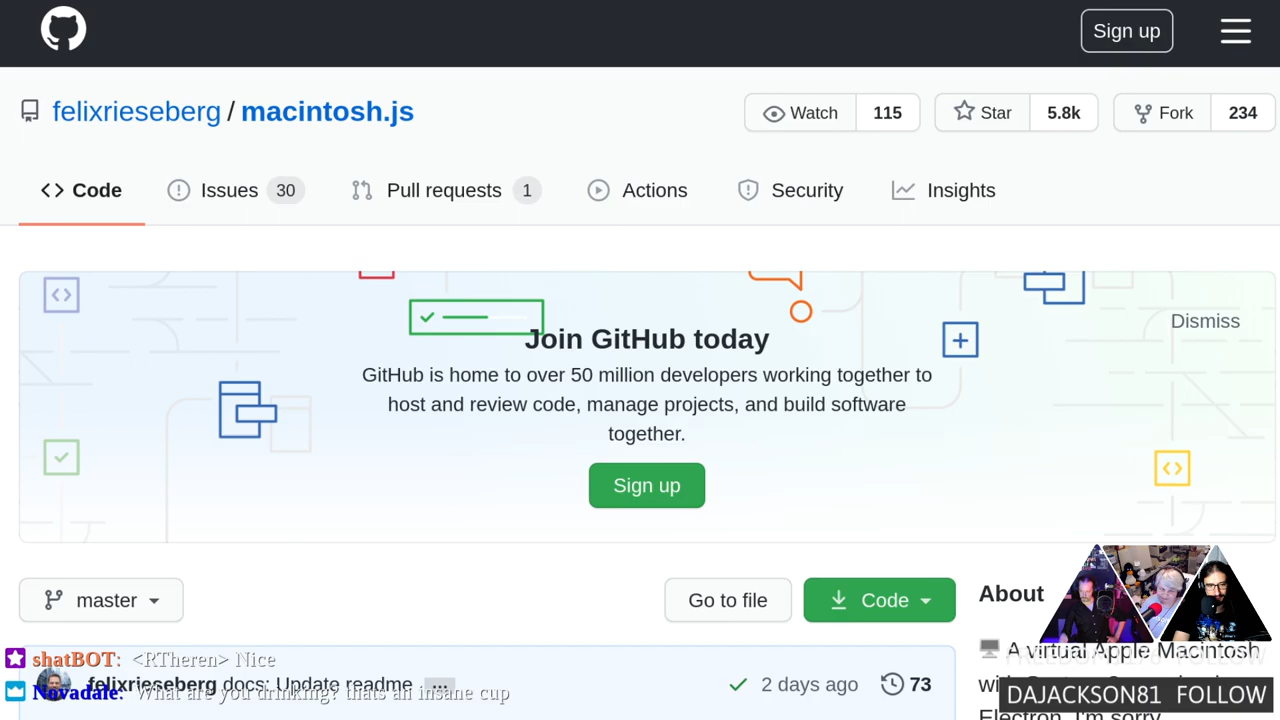 Sign up
felixrieseberg / macintosh.js
Watch 115 Star 5.8k Fork 234
Code Issues 30 Pull requests 1 Actions Security Insights
Dismiss
Join GitHub today
GitHub is home to over 50 million developers working together to
host and review code, manage projects, and build software
together.
Sign up
master Go to file Code About
A virtual Apple Macintosh
shatBOT: <RTheren> Nice
felixrieseberg docs: Update readme ... 2 days ago 73
Novadale: What are you drinking? thats an insane cup
DAJACKSON81 FOLLOW
Electron. I'm sorry.